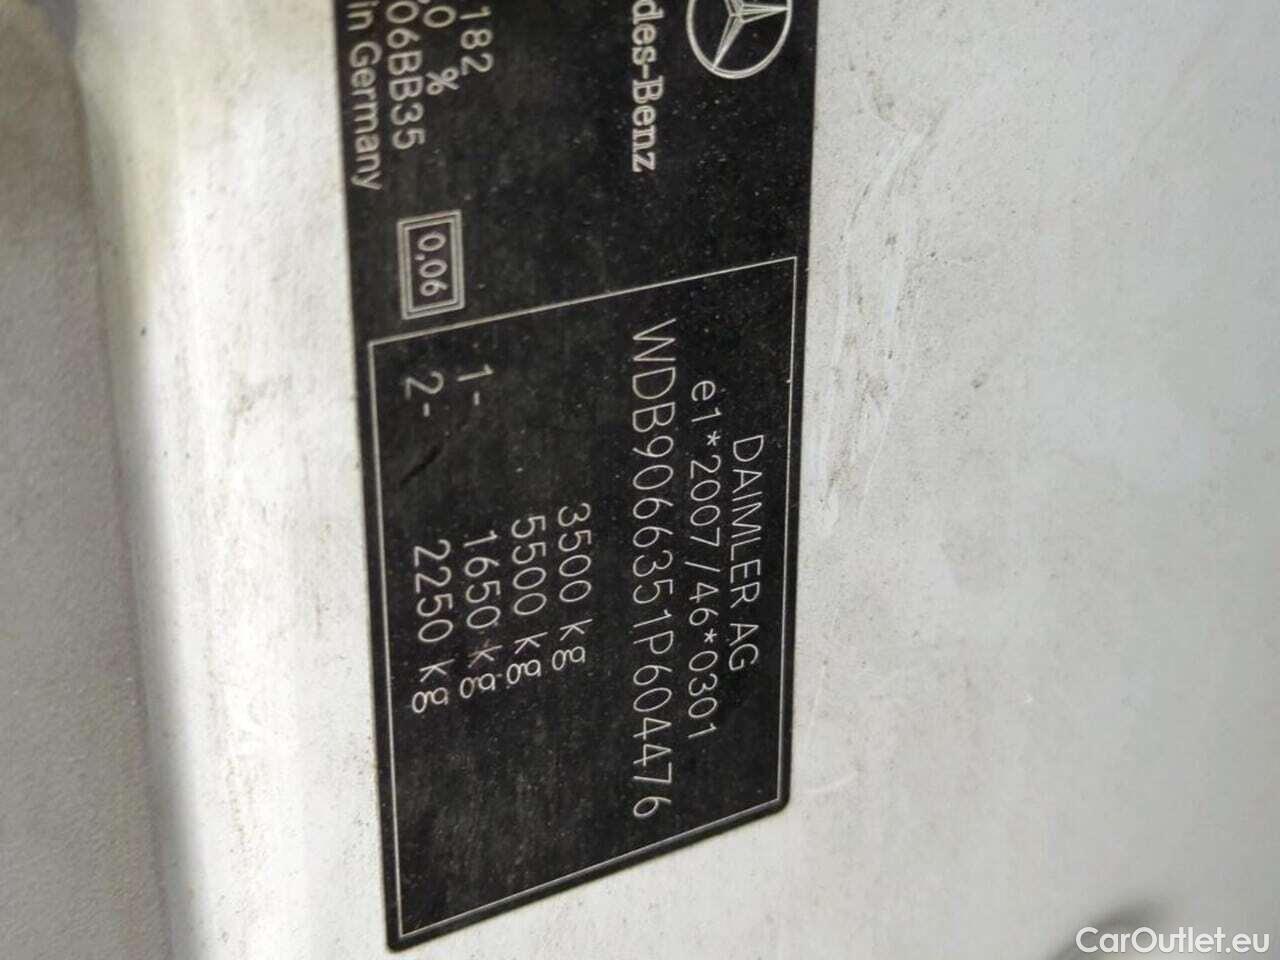 DAIMLER AG
e1*2007/46*0301
WDB9066351P604476
3500 kg
5500 kg
1- 1650 kg
2- 2250 kg
des-Benz
182
0 %
06BB35
in Germany
0,06
CarOutlet.eu